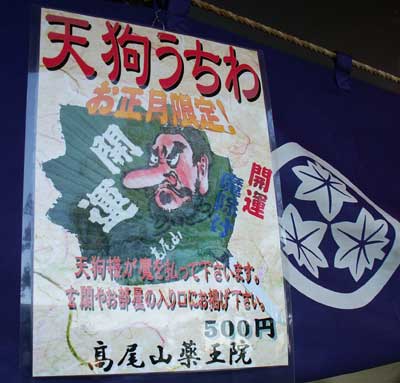 天狗うちわ
お正月限定!
開運
開運
魔除け
天狗様が魔を払って下さいます。
玄関やお部屋の入り口にお掲げ下さい。
500円
高尾山薬王院